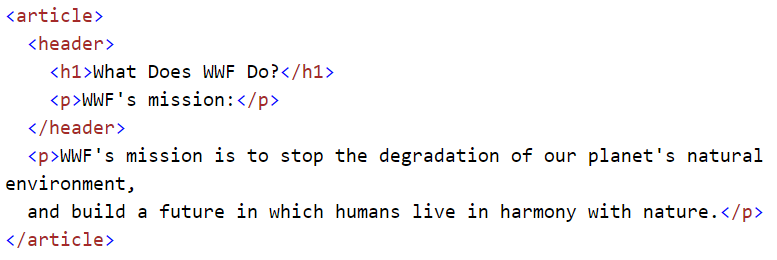 <article>
<header>
<h1>What Does WWF Do?</h1>
<p>WWF's mission:</p>
</header>
<p>WWF's mission is to stop the degradation of our planet's natural
environment,
and build a future in which humans live in harmony with nature.</p>
</article>